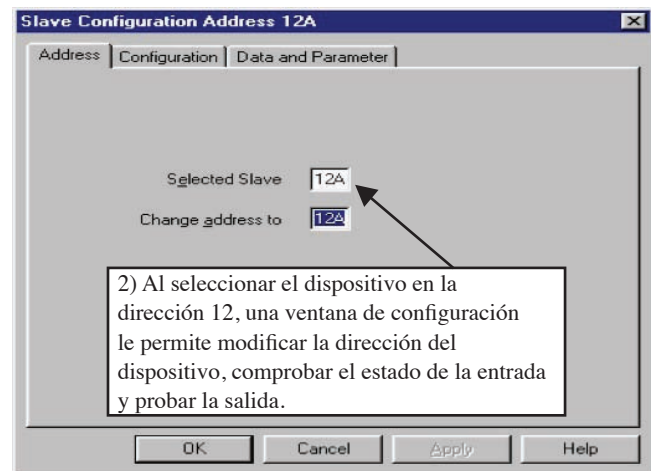 Slave Configuration Address 12A
Address Configuration Data and Parameter
Selected Slave 12A
Change address to 12A
2) Al seleccionar el dispositivo en la
dirección 12, una ventana de configuración
le permite modificar la dirección del
dispositivo, comprobar el estado de la entrada
y probar la salida.
OK Cancel Apply Help